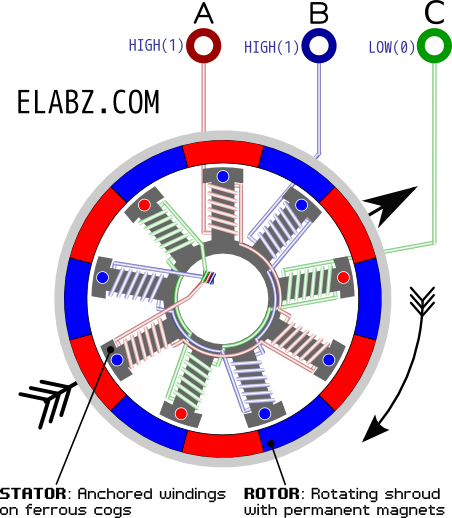 A B C
HIGH(1) HIGH(1) LOW(0)
ELABZ.COM
STATOR: Anchored windings
on ferrous cogs
ROTOR: Rotating shroud
with permanent magnets